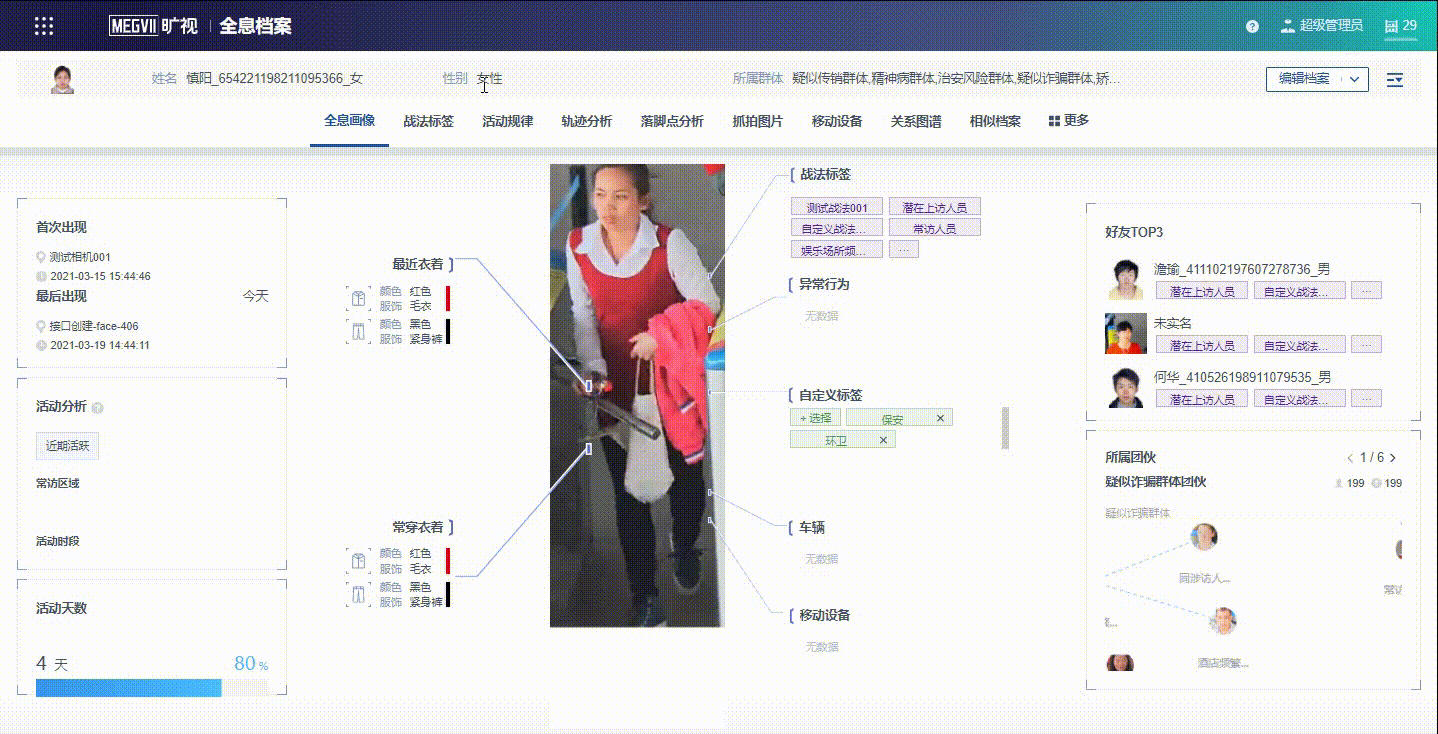 MEGVII 旷视 全息档案 超级管理员 29
姓名 慎阳_654221198211095366_女 性别 女性 所属群体 疑似传销群体,精神病群体,治安风险群体,疑似诈骗群体,矫... 编辑档案
全息画像 战法标签 活动规律 轨迹分析 落脚点分析 抓拍图片 移动设备 关系图谱 相似档案 更多
首次出现
测试相机001
2021-03-15 15:44:46
最后出现 今天
接口创建-face-406
2021-03-19 14:44:11
活动分析
近期活跃
常访区域
活动时段
活动天数
4 天 80 %
最近衣着
颜色 红色
服饰 毛衣
颜色 黑色
服饰 紧身裤
常穿衣着
颜色 红色
服饰 毛衣
颜色 黑色
服饰 紧身裤
战法标签
测试战法001 潜在上访人员
自定义战法... 常访人员
娱乐场所频... ...
异常行为
无数据
自定义标签
+ 选择 保安 ×
环卫 ×
车辆
无数据
移动设备
无数据
好友TOP3
澹瑜_411102197607278736_男
潜在上访人员 自定义战法... ...
未实名
潜在上访人员 自定义战法... ...
何华_410526198911079535_男
潜在上访人员 自定义战法... ...
所属团伙 < 1 / 6 >
疑似诈骗群体团伙 199 199
疑似诈骗群体
同涉访人...
常访
酒店频繁...